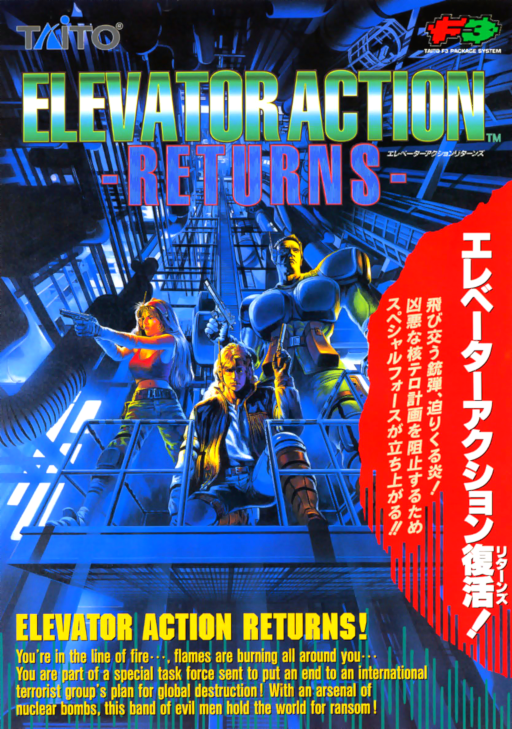 TAITO
F3
TAITO F3 PACKAGE SYSTEM
ELEVATOR ACTION
TM
-RETURNS-
エレベーターアクションリターンズ
エレベーターアクション復活!
リターンズ
飛び交う銃弾、迫りくる炎!
凶悪な核テロ計画を阻止するため
スペシャルフォースが立ち上がる!!
ELEVATOR ACTION RETURNS!
You're in the line of fire···, flames are burning all around you···
You are part of a special task force sent to put an end to an international
terrorist group's plan for global destruction! With an arsenal of
nuclear bombs, this band of evil men hold the world for ransom!